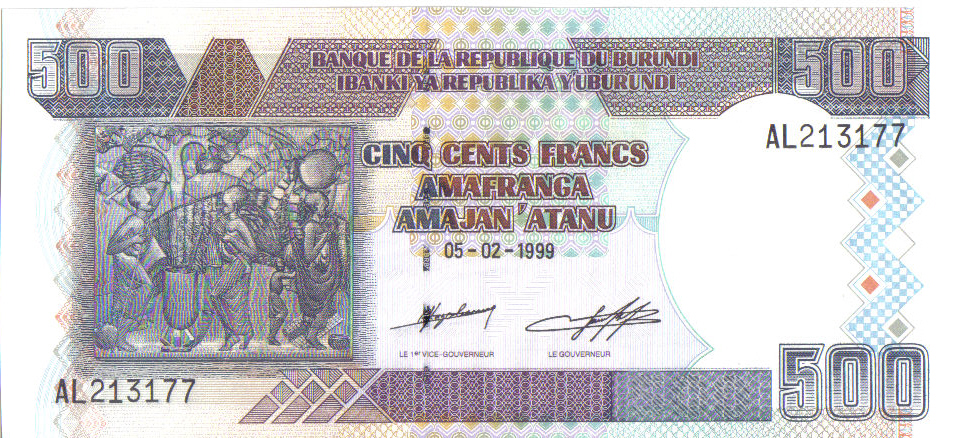 500
500
BANQUE DE LA REPUBLIQUE DU BURUNDI
IBANKI YA REPUBLIKA Y'UBURUNDI
AL213177
CINQ CENTS FRANCS
AMAFRANGA
AMAJAN'ATANU
05-02-1999
LE 1er VICE-GOUVERNEUR
LE GOUVERNEUR
AL213177
500